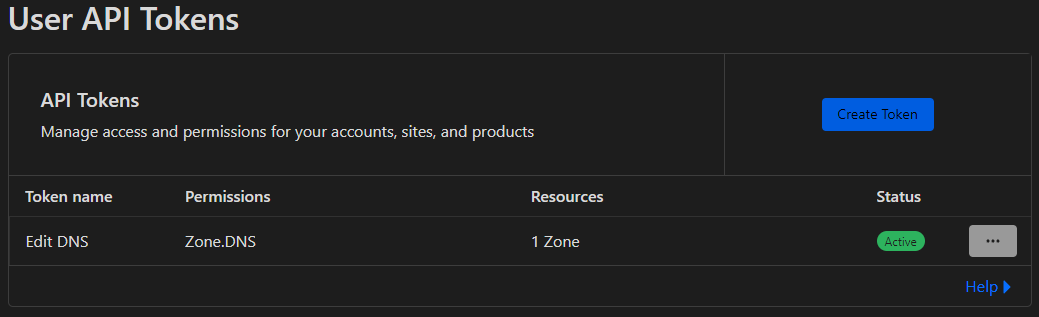 User API Tokens
API Tokens
Manage access and permissions for your accounts, sites, and products
Create Token
Token name Permissions Resources Status
Edit DNS Zone.DNS 1 Zone Active ...
Help